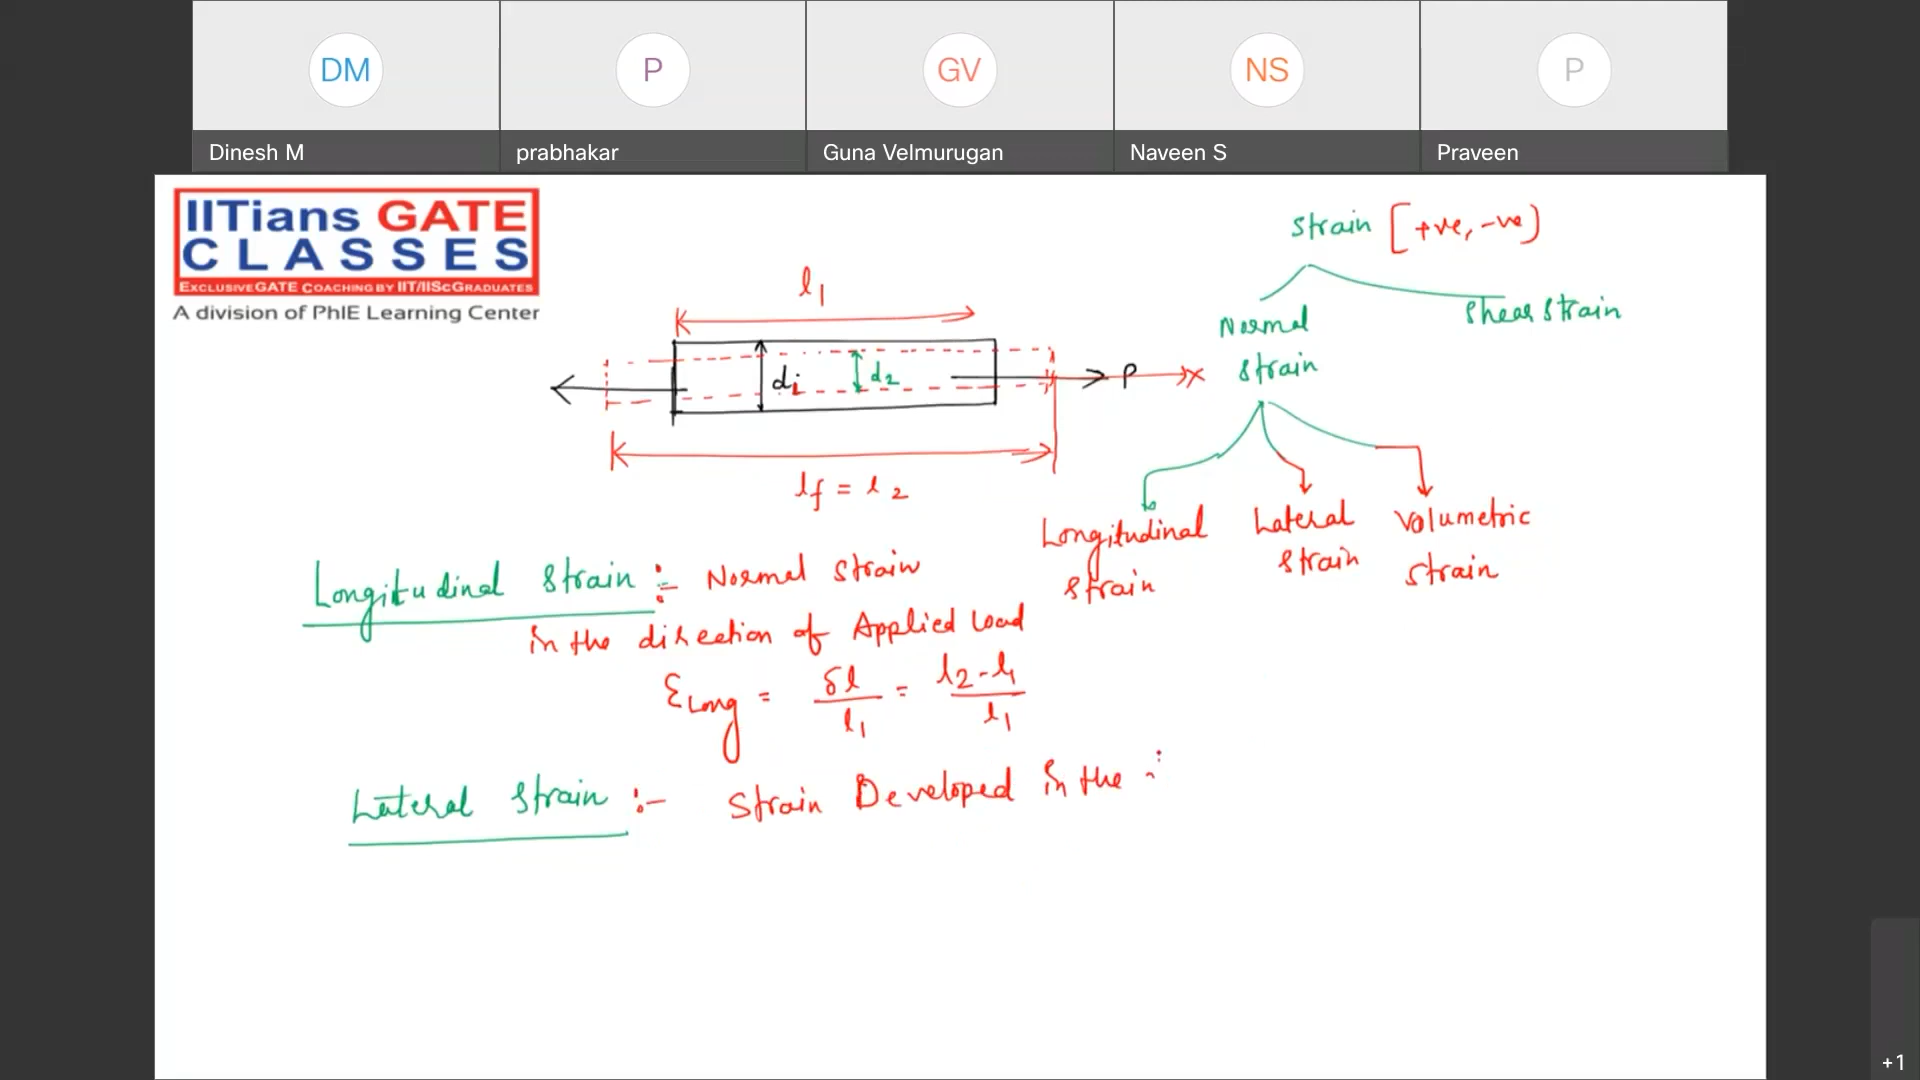 DM
P
GV
NS
P
Dinesh M
prabhakar
Guna Velmurugan
Naveen S
Praveen
IITians GATE
CLASSES
EXCLUSIVE GATE COACHING BY IIT/IISc GRADUATES
A division of PhIE Learning Center
Strain [+ve, -ve)
Normal Strain
Shear Strain
l1
di
d2
P
x
lf = l2
Longitudinal Strain
Lateral Strain
Volumetric Strain
Longitudinal Strain :- Normal Strain
in the direction of Applied load
ƐLong = δl/l1 = l2-l1/l1
Lateral Strain :- Strain Developed in the
+1